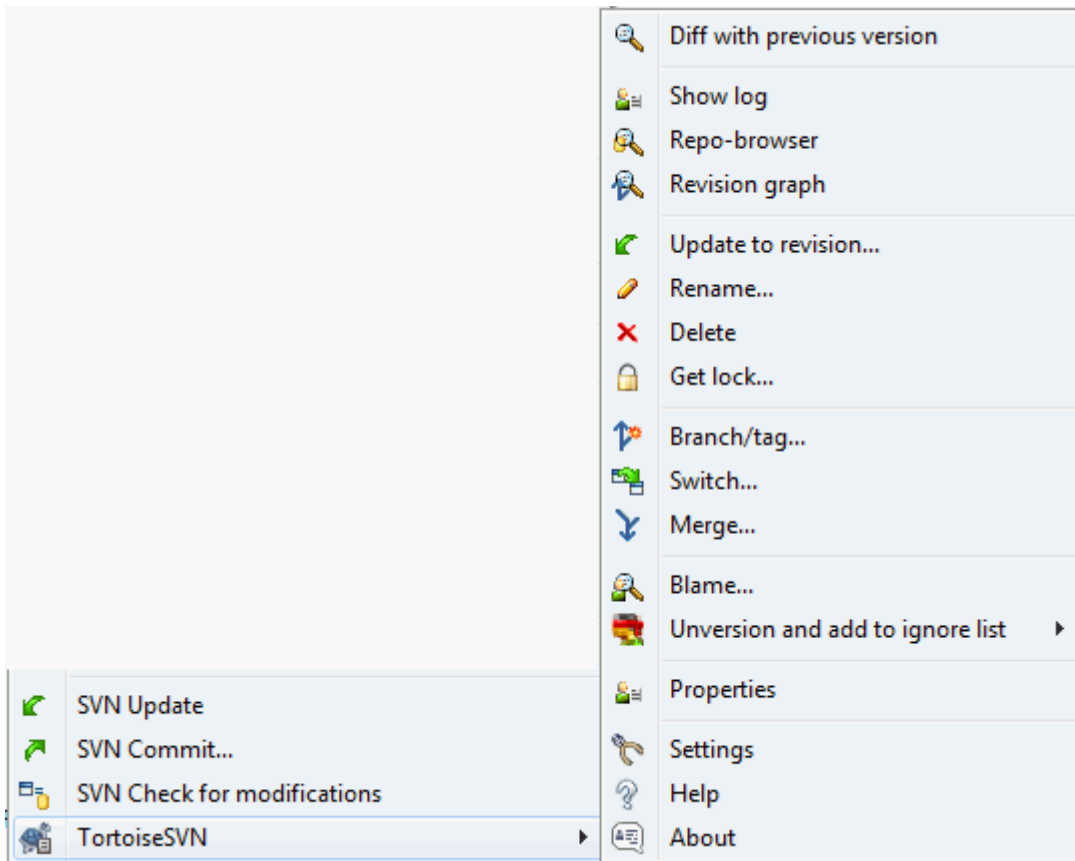 Diff with previous version
Show log
Repo-browser
Revision graph
Update to revision...
Rename...
Delete
Get lock...
Branch/tag...
Switch...
Merge...
Blame...
Unversion and add to ignore list
Properties
Settings
Help
About
SVN Update
SVN Commit...
SVN Check for modifications
TortoiseSVN